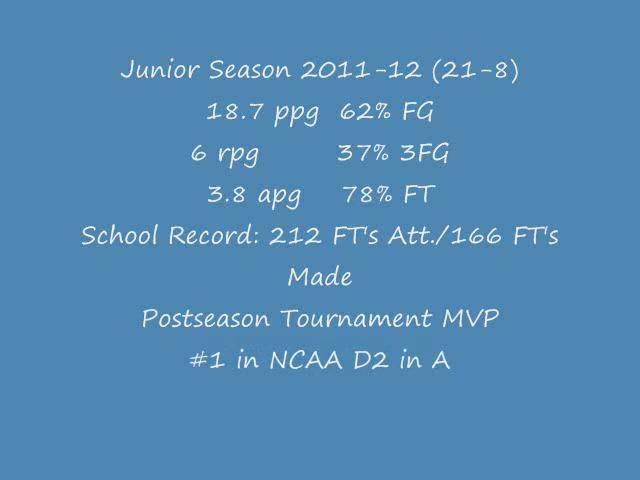 Junior Season 2011-12 (21-8)
18.7 ppg 62% FG
6 rpg 37% 3FG
3.8 apg 78% FT
School Record: 212 FT's Att./166 FT's
Made
Postseason Tournament MVP
#1 in NCAA D2 in A